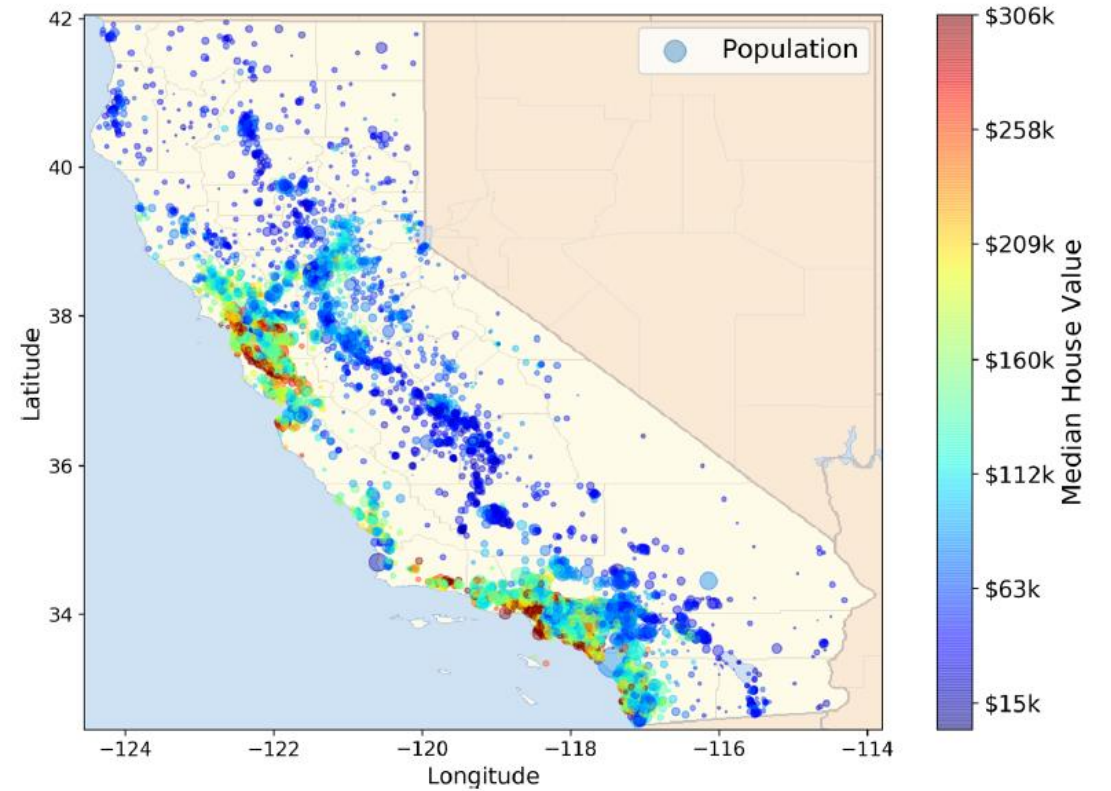 42
40
38
36
34
Latitude
−124
−122
−120
−118
−116
−114
Longitude
Population
$306k
$258k
$209k
$160k
$112k
$63k
$15k
Median House Value